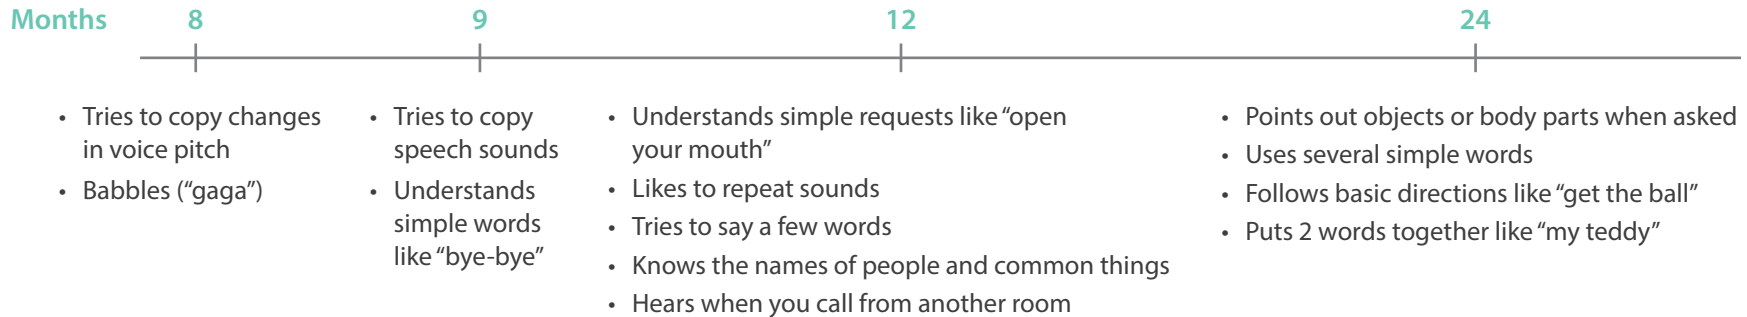 Months 8 9 12 24
• Tries to copy changes
in voice pitch
• Babbles (“gaga”)
• Tries to copy
speech sounds
• Understands
simple words
like “bye-bye”
• Understands simple requests like “open
your mouth”
• Likes to repeat sounds
• Tries to say a few words
• Knows the names of people and common things
• Hears when you call from another room
• Points out objects or body parts when asked
• Uses several simple words
• Follows basic directions like “get the ball”
• Puts 2 words together like “my teddy”